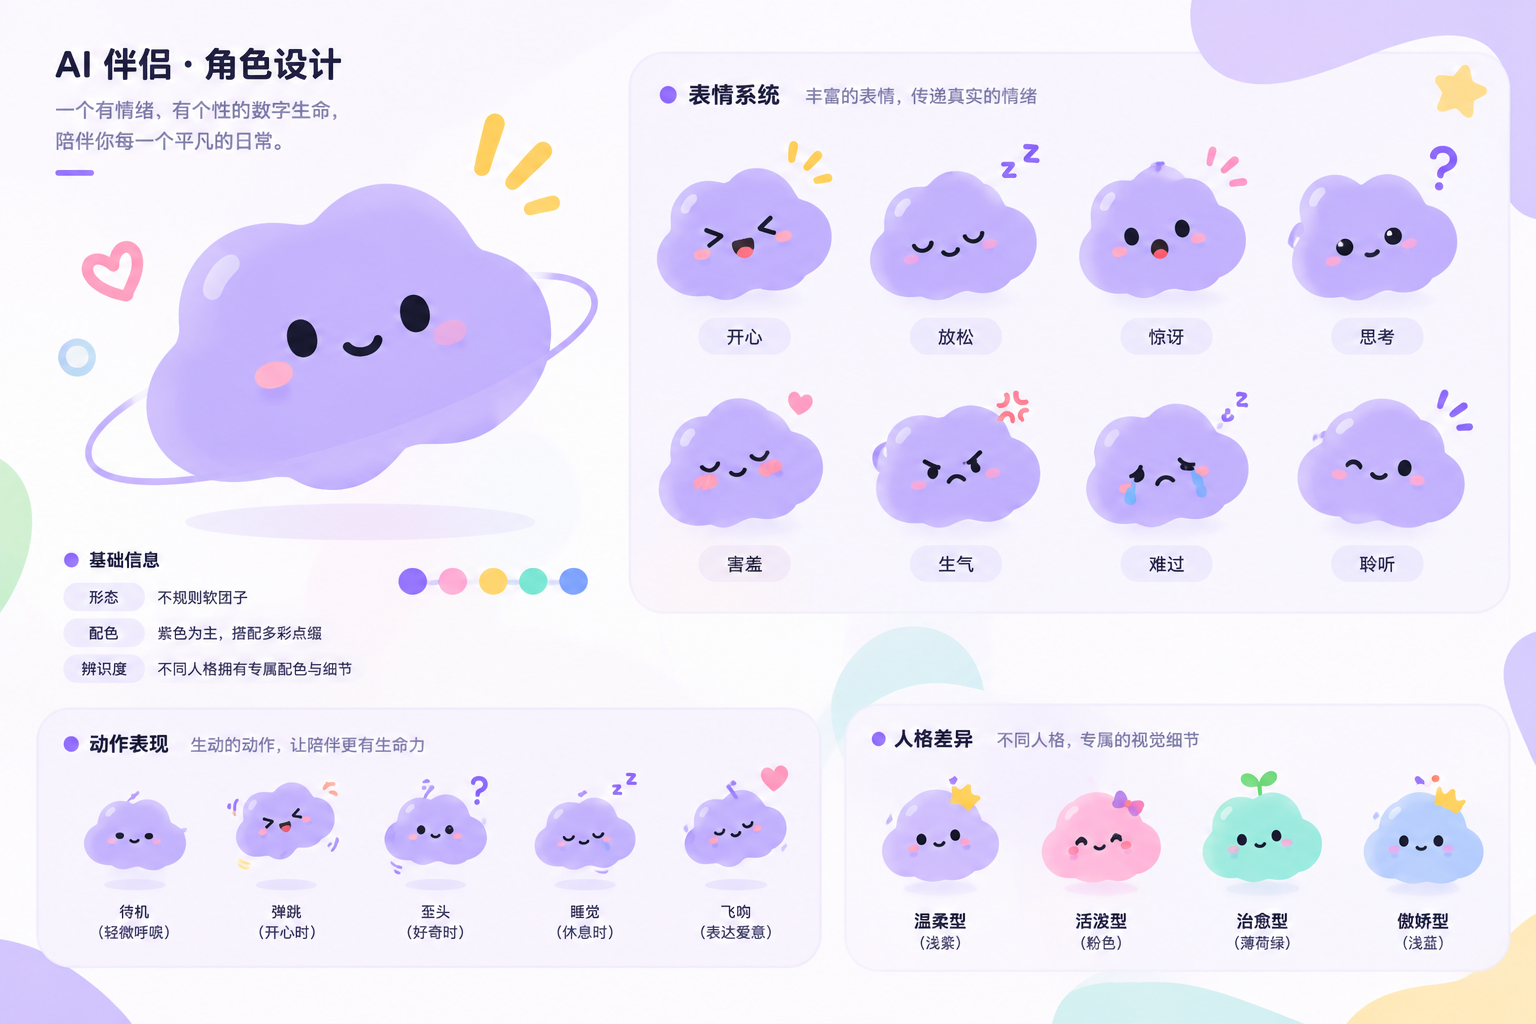 AI 伴侣 · 角色设计
一个有情绪、有个性的数字生命，
陪伴你每一个平凡的日常。
基础信息
形态 不规则软团子
配色 紫色为主，搭配多彩点缀
辨识度 不同人格拥有专属配色与细节
表情系统 丰富的表情，传递真实的情绪
z z
?
开心 放松 惊讶 思考
z z
害羞 生气 难过 聆听
动作表现 生动的动作，让陪伴更有生命力
?
z z
待机 弹跳 歪头 睡觉 飞吻
（轻微呼吸） （开心时） （好奇时） （休息时） （表达爱意）
人格差异 不同人格，专属的视觉细节
温柔型 活泼型 治愈型 傲娇型
（浅紫） （粉色） （薄荷绿） （浅蓝）